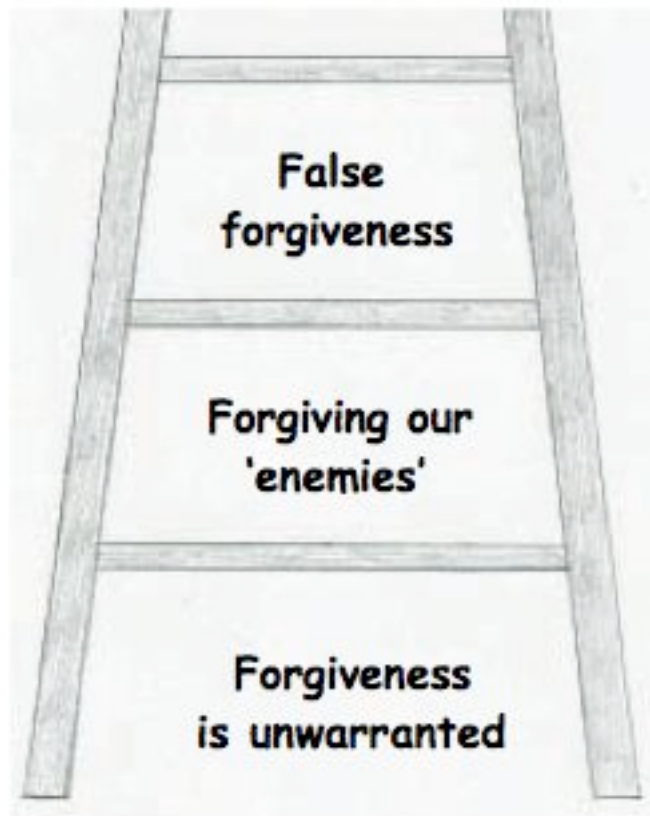 False
forgiveness
Forgiving our
‘enemies’
Forgiveness
is unwarranted